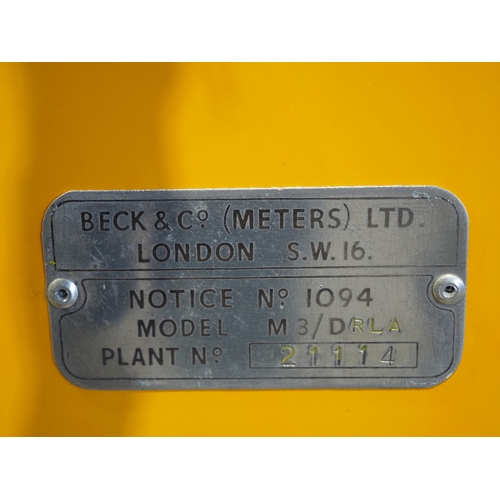 BECK & Cº (METERS) LTD.
LONDON S.W.16.
NOTICE Nº 1094
MODEL M3/DRLA
PLANT Nº 21114